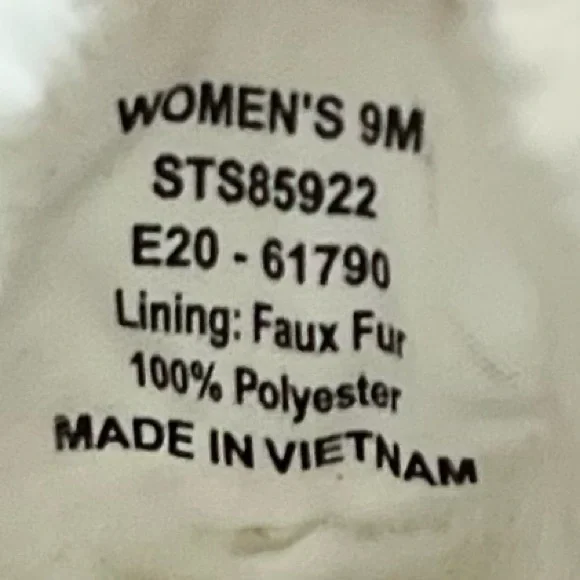 WOMEN'S 9M
STS85922
E20 - 61790
Lining: Faux Fur
100% Polyester
MADE IN VIETNAM